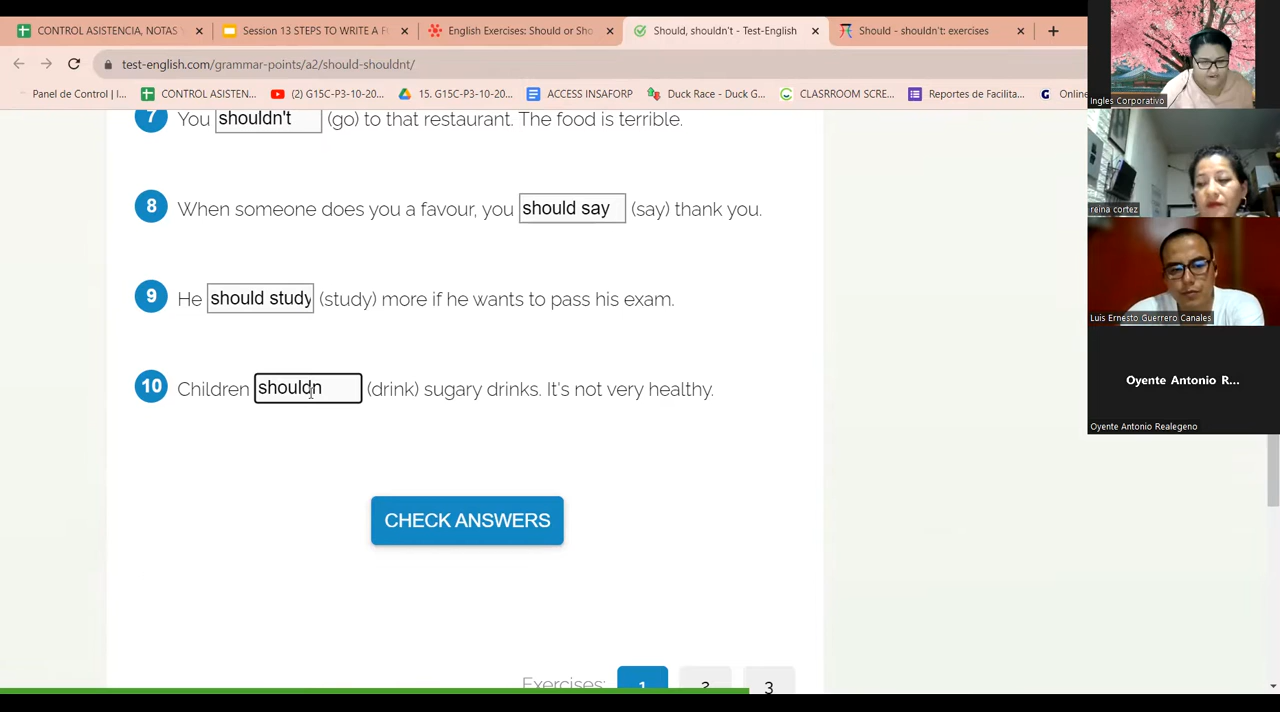 CONTROL ASISTENCIA, NOTAS Y
Session 13 STEPS TO WRITE A F
English Exercises: Should or Sho
Should, shouldn't - Test-English
Should - shouldn't: exercises
test-english.com/grammar-points/a2/should-shouldnt/
Panel de Control | I...
CONTROL ASISTEN...
(2) G15C-P3-10-20...
15. G15C-P3-10-202...
ACCESS INSAFORP
Duck Race - Duck G...
CLASRROOM SCRE...
Reportes de Facilita...
Online
7 You shouldn't (go) to that restaurant. The food is terrible.
8 When someone does you a favour, you should say (say) thank you.
9 He should study (study) more if he wants to pass his exam.
10 Children shouldn (drink) sugary drinks. It's not very healthy.
CHECK ANSWERS
Exercises: 1 2 3
Ingles Corporativo
reina cortez
Luis Ernesto Guerrero Canales
Oyente Antonio R...
Oyente Antonio Realegeno